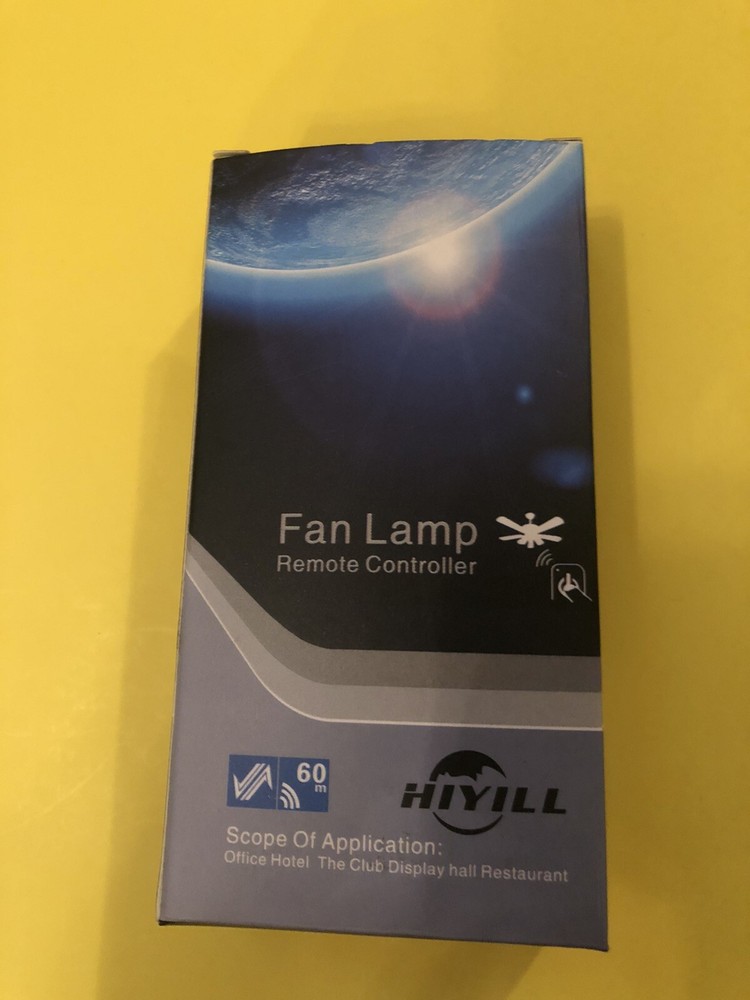 Fan Lamp
Remote Controller
60
m
HIYILL
Scope Of Application:
Office Hotel The Club Display hall Restaurant